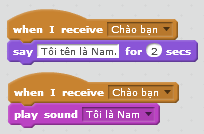 when I receive Chào bạn
say Tôi tên là Nam. for 2 secs
when I receive Chào bạn
play sound Tôi là Nam